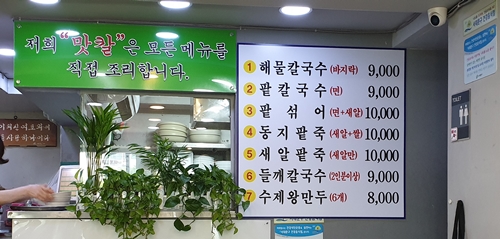 저희 "맛칼"은 모든메뉴를
직접 조리합니다.
1 해물칼국수(바지락) 9,000
2 팥칼국수(면) 9,000
3 팥섞어(면+새알) 10,000
4 동지팥죽(새알+쌀) 10,000
5 새알팥죽(새알만) 10,000
6 들깨칼국수(2인분이상) 9,000
7 수제왕만두(6개) 8,000
TOILET